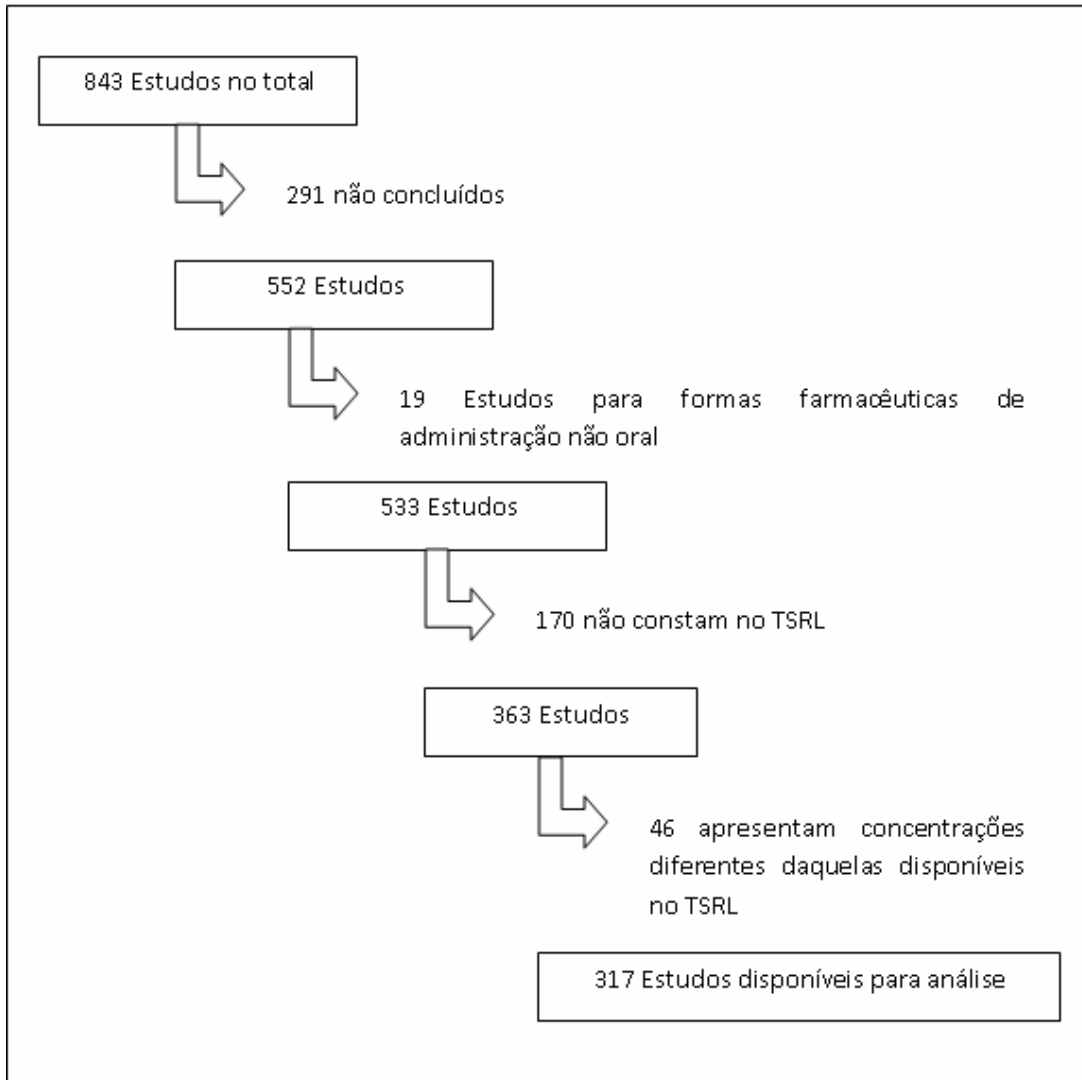 843 Estudos no total
291 não concluídos
552 Estudos
19 Estudos para formas farmacêuticas de
administração não oral
533 Estudos
170 não constam no TSRL
363 Estudos
46 apresentam concentrações
diferentes daquelas disponíveis
no TSRL
317 Estudos disponíveis para análise